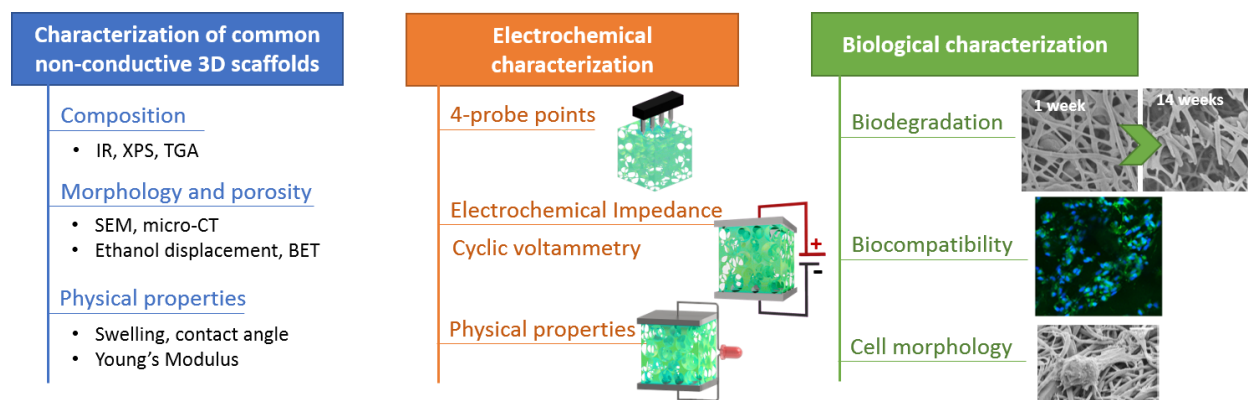 Characterization of common
non-conductive 3D scaffolds
Composition
• IR, XPS, TGA
Morphology and porosity
• SEM, micro-CT
• Ethanol displacement, BET
Physical properties
• Swelling, contact angle
• Young's Modulus
Electrochemical
characterization
4-probe points
Electrochemical Impedance
Cyclic voltammetry
+
-
Physical properties
Biological characterization
Biodegradation
1 week
14 weeks
Biocompatibility
Cell morphology